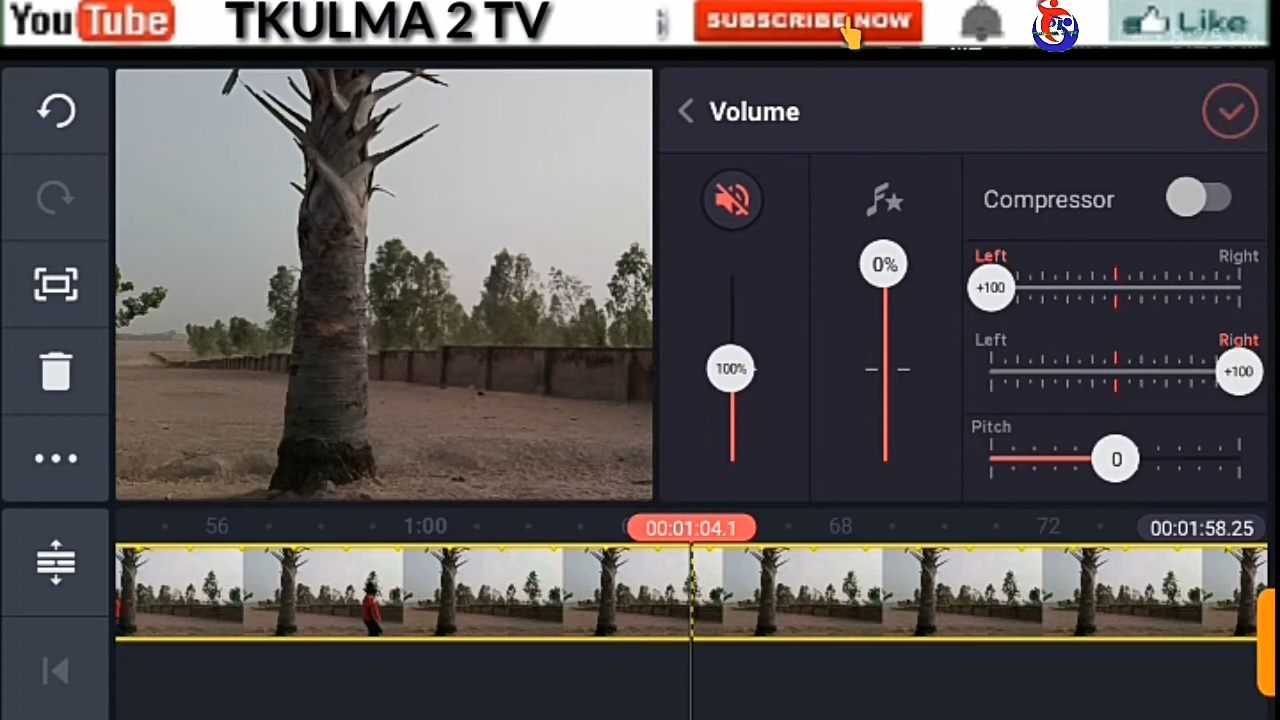 YouTube TKULMA 2 TV SUBSCRIBE NOW Like
Volume
Compressor
0%
Left Right
+100
Left Right
100% +100
Pitch
0
56 1:00 00:01:04.1 68 72 00:01:58.25